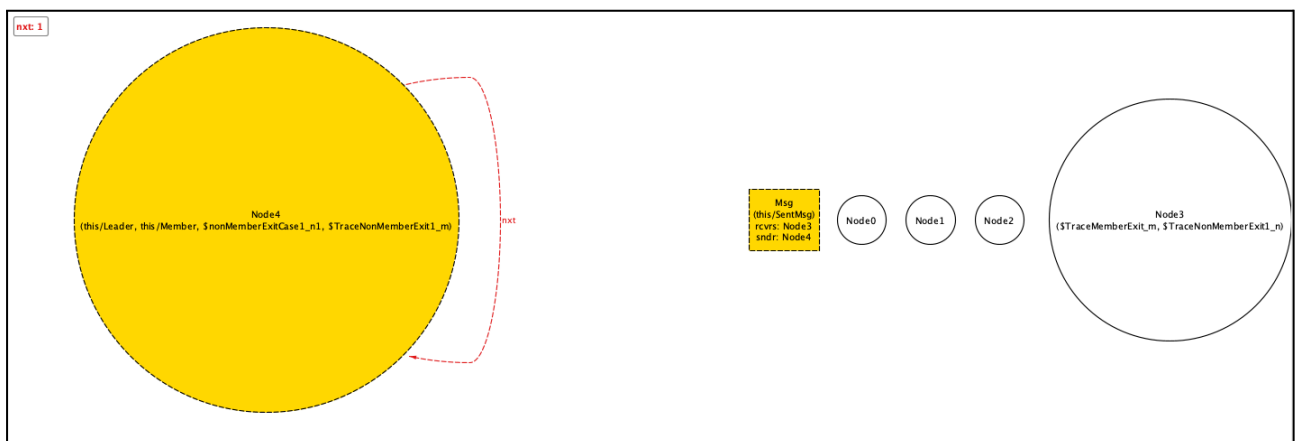 nxt: 1
Node4
(this/Leader, this/Member, $nonMemberExitCase1_n1, $TraceNonMemberExit1_m)
nxt
Msg
(this/SentMsg)
rcvrs: Node3
sndr: Node4
Node0
Node1
Node2
Node3
($TraceMemberExit_m, $TraceNonMemberExit1_n)